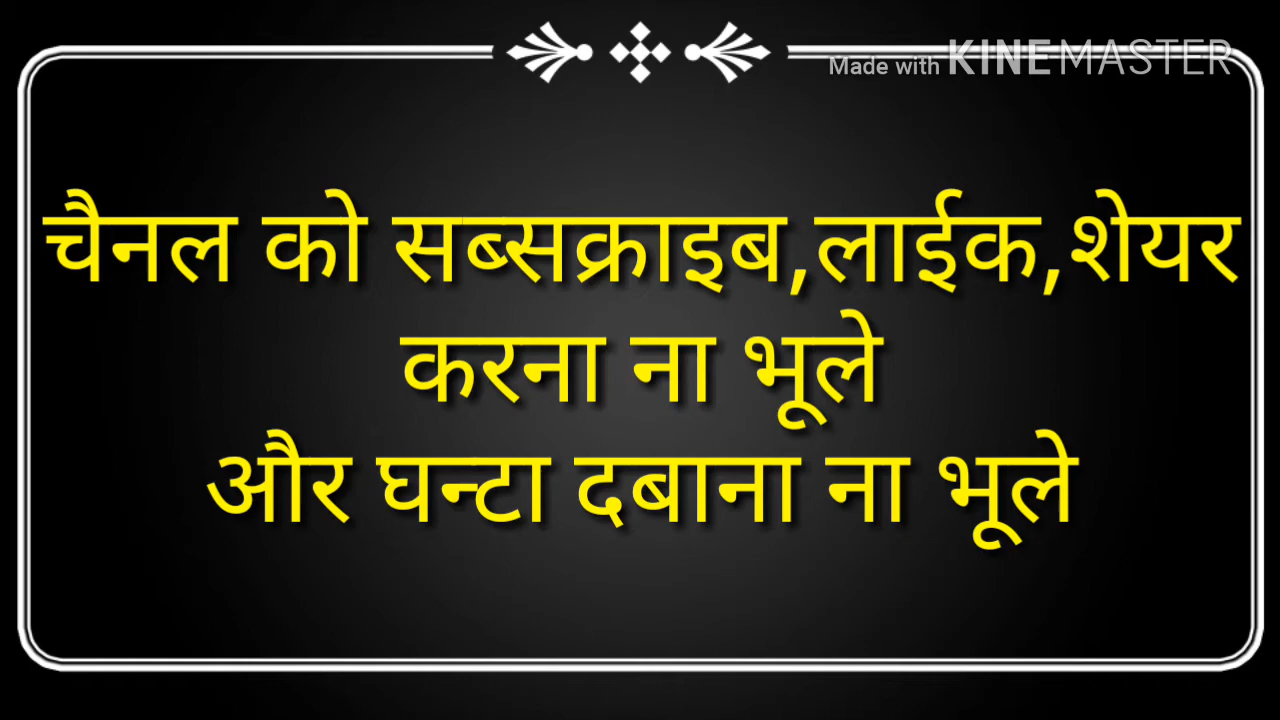 Made with KINEMASTER
चैनल को सब्सक्राइब,लाईक,शेयर
करना ना भूले
और घन्टा दबाना ना भूले